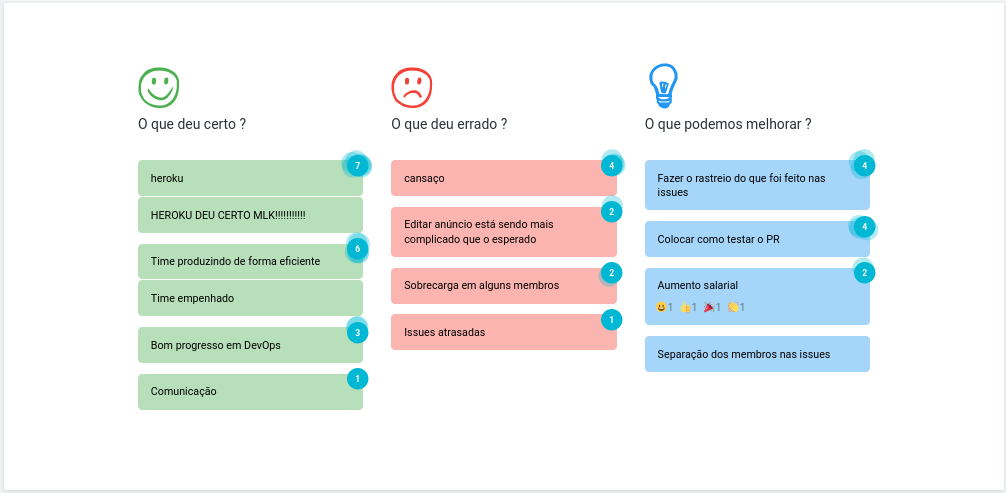 O que deu certo ?
7
heroku
HEROKU DEU CERTO MLK!!!!!!!!!!!
6
Time produzindo de forma eficiente
Time empenhado
3
Bom progresso em DevOps
1
Comunicação
O que deu errado ?
4
cansaço
2
Editar anúncio está sendo mais
complicado que o esperado
2
Sobrecarga em alguns membros
1
Issues atrasadas
O que podemos melhorar ?
4
Fazer o rastreio do que foi feito nas
issues
4
Colocar como testar o PR
2
Aumento salarial
😀1 👍1 🎉1 👏1
Separação dos membros nas issues